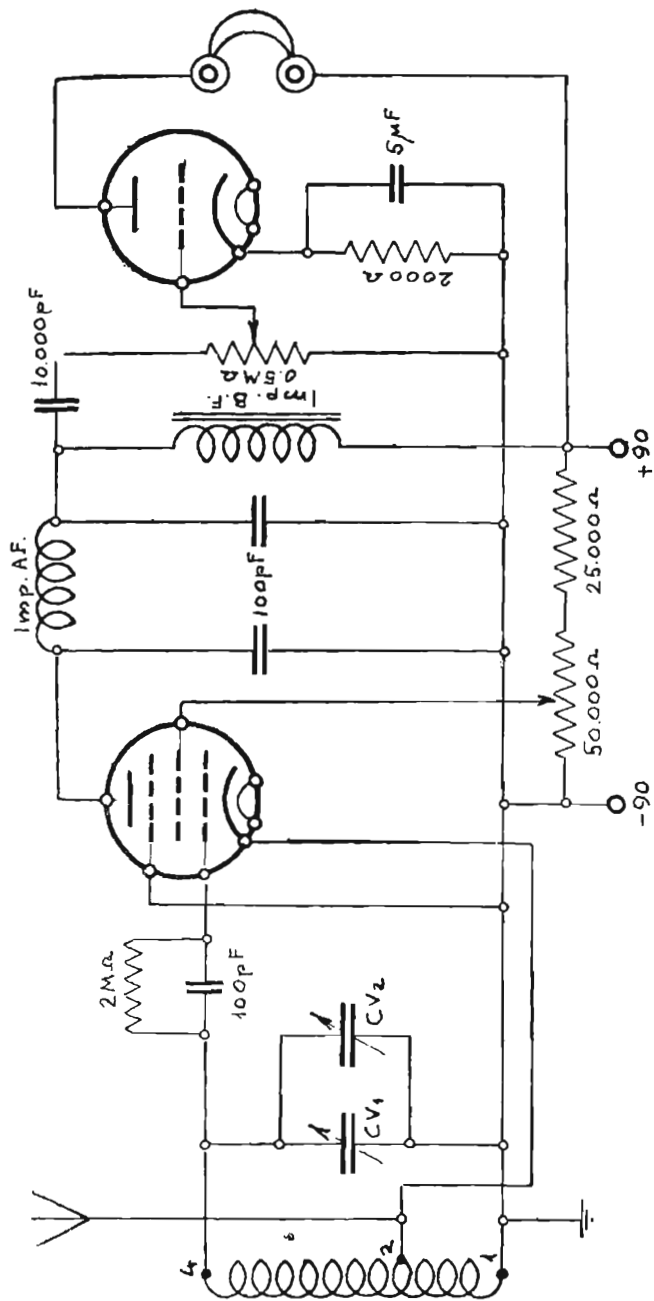 Imp. A.F.
10.000pF
2MΩ
100pF
100pF
Imp. B.F.
0.5MΩ
2000Ω
5µF
4
2
1
CV₁
CV₂
50.000Ω
25.000Ω
-90
+90